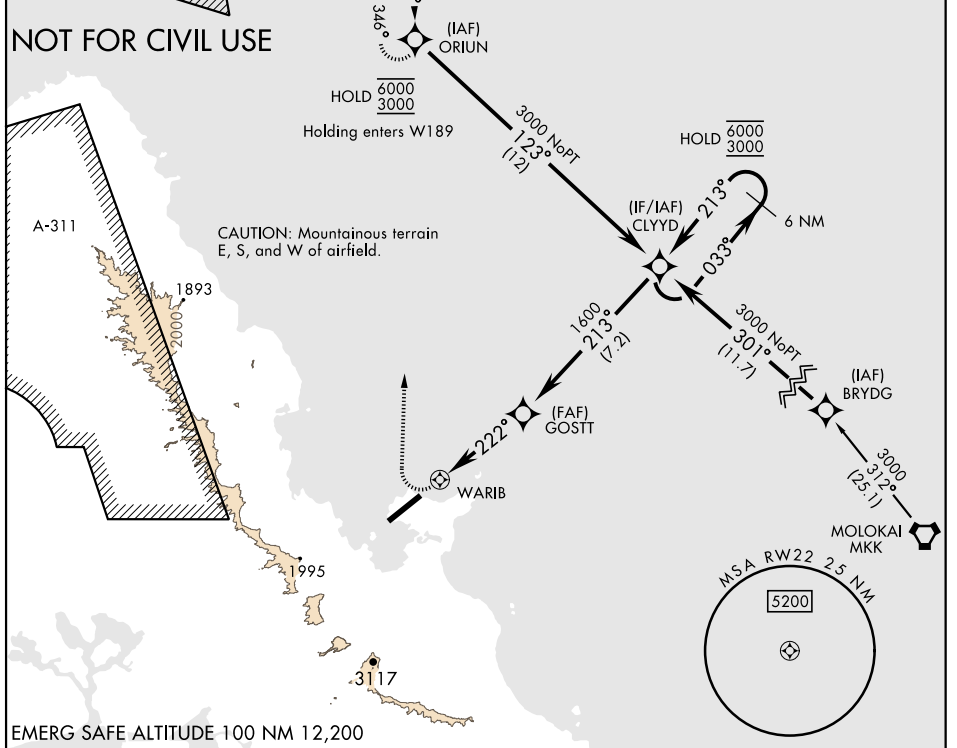 346°
(IAF)
ORIUN
NOT FOR CIVIL USE
HOLD 6000
3000
Holding enters W189
3000 NoPT
123°
(12)
HOLD 6000
3000
213°
6 NM
033°
(IF/IAF)
CLYYD
A-311
CAUTION: Mountainous terrain
E, S, and W of airfield.
1893
2000
1600
213°
(7.2)
3000 NoPT
301°
(11.7)
(IAF)
BRYDG
(FAF)
GOSTT
222°
WARIB
3000
312°
(25.1)
MOLOKAI
MKK
1995
MSA RW22 25 NM
5200
3117
EMERG SAFE ALTITUDE 100 NM 12,200